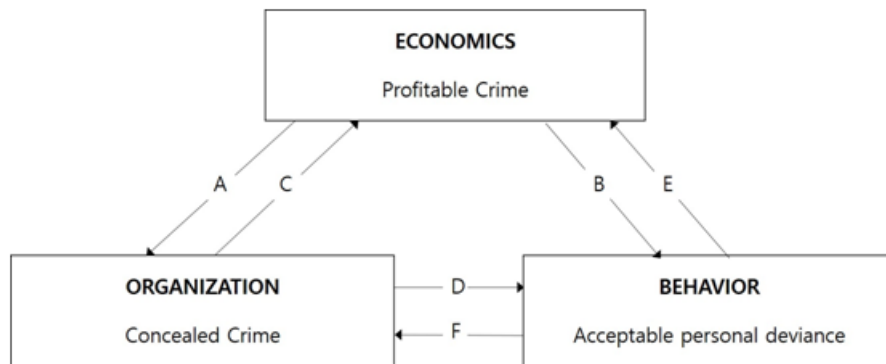 ECONOMICS
Profitable Crime
A
C
B
E
ORGANIZATION
Concealed Crime
D
F
BEHAVIOR
Acceptable personal deviance